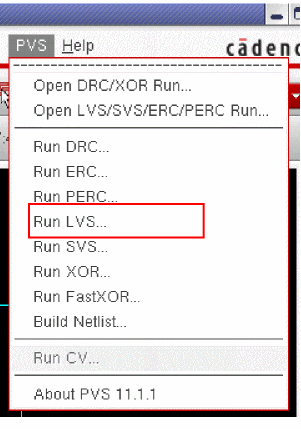 PVS Help
cādenc
Open DRC/XOR Run...
Open LVS/SVS/ERC/PERC Run...
Run DRC...
Run ERC...
Run PERC...
Run LVS...
Run SVS...
Run XOR...
Run FastXOR...
Build Netlist...
Run CV...
About PVS 11.1.1